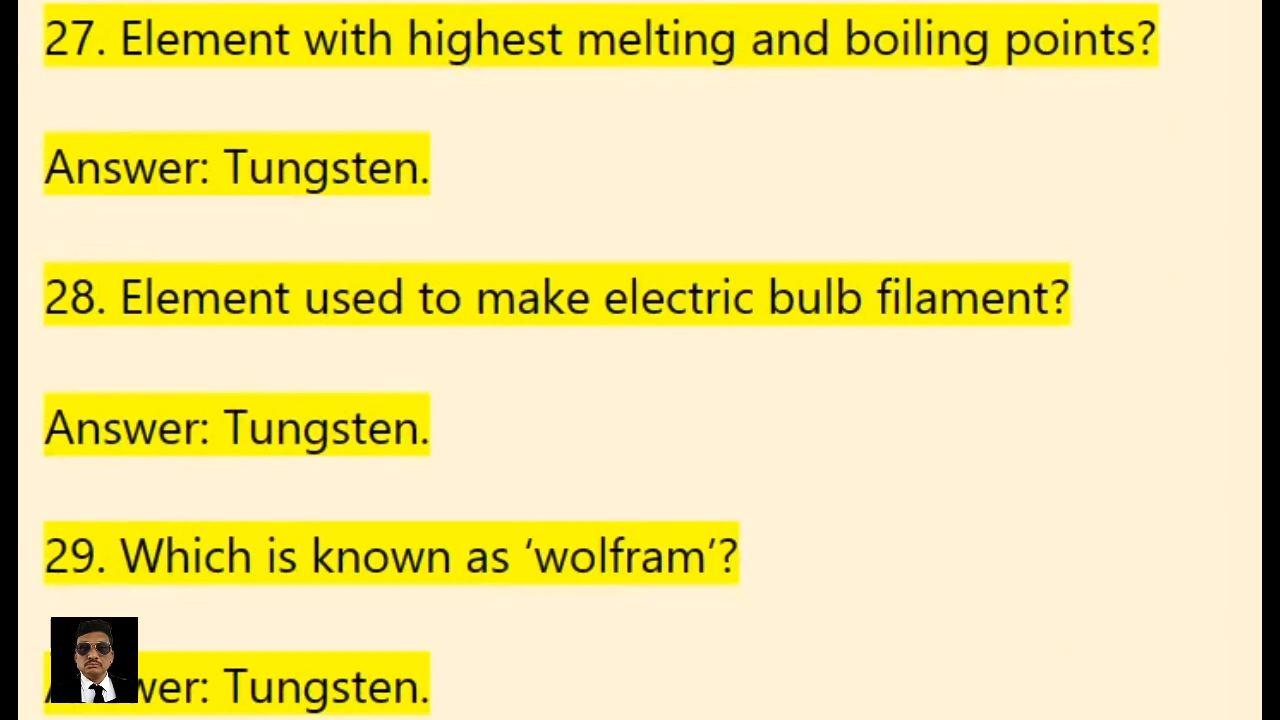 27. Element with highest melting and boiling points?
Answer: Tungsten.
28. Element used to make electric bulb filament?
Answer: Tungsten.
29. Which is known as ‘wolfram’?
wer: Tungsten.